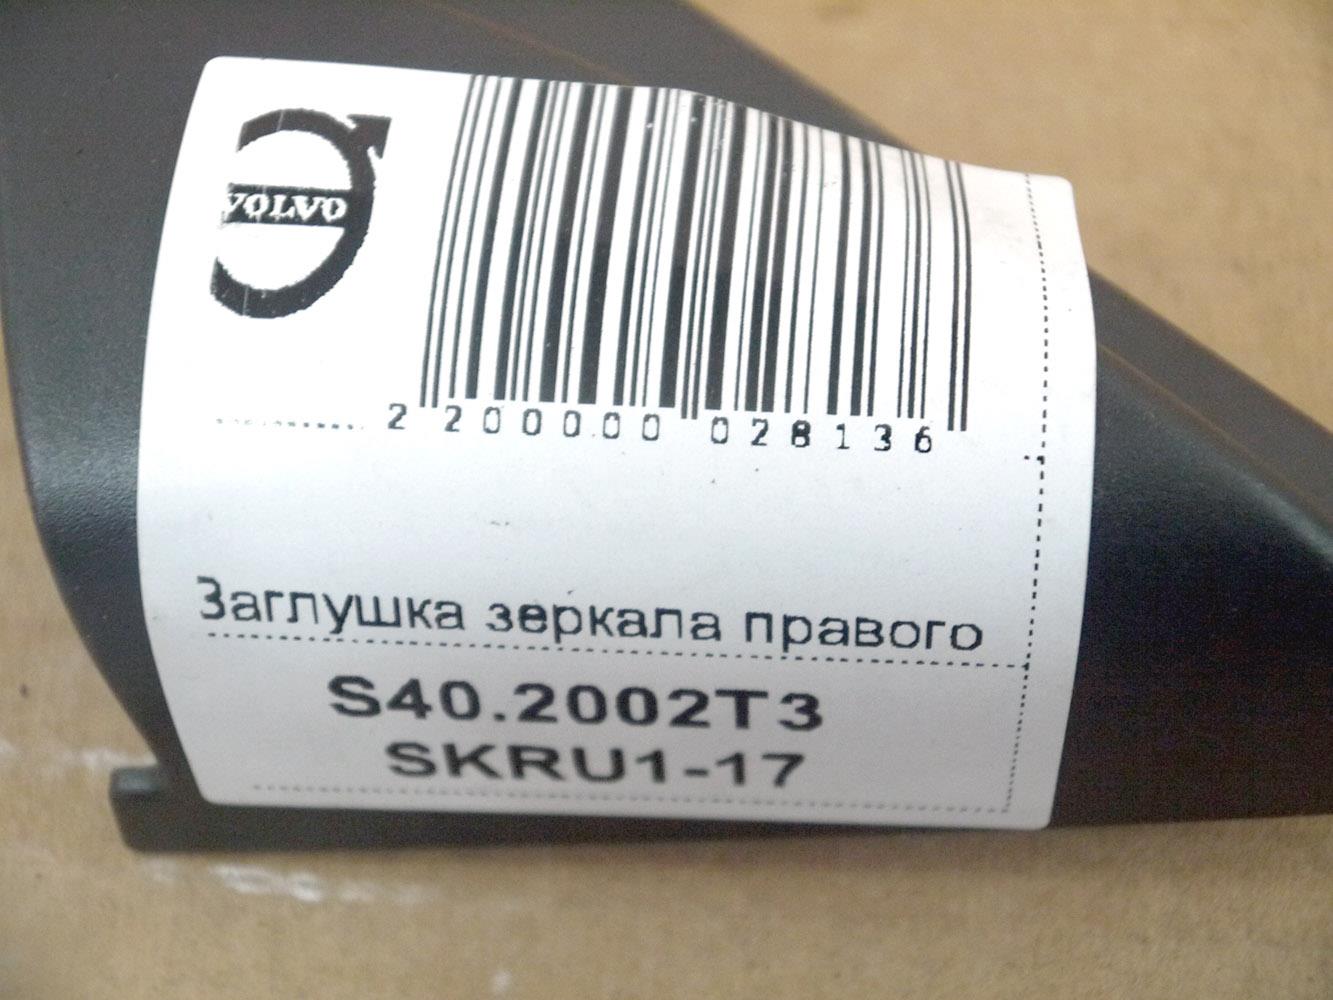 VOLVO
2 200000 028136
Заглушка зеркала правого
S40.2002T3
SKRU1-17